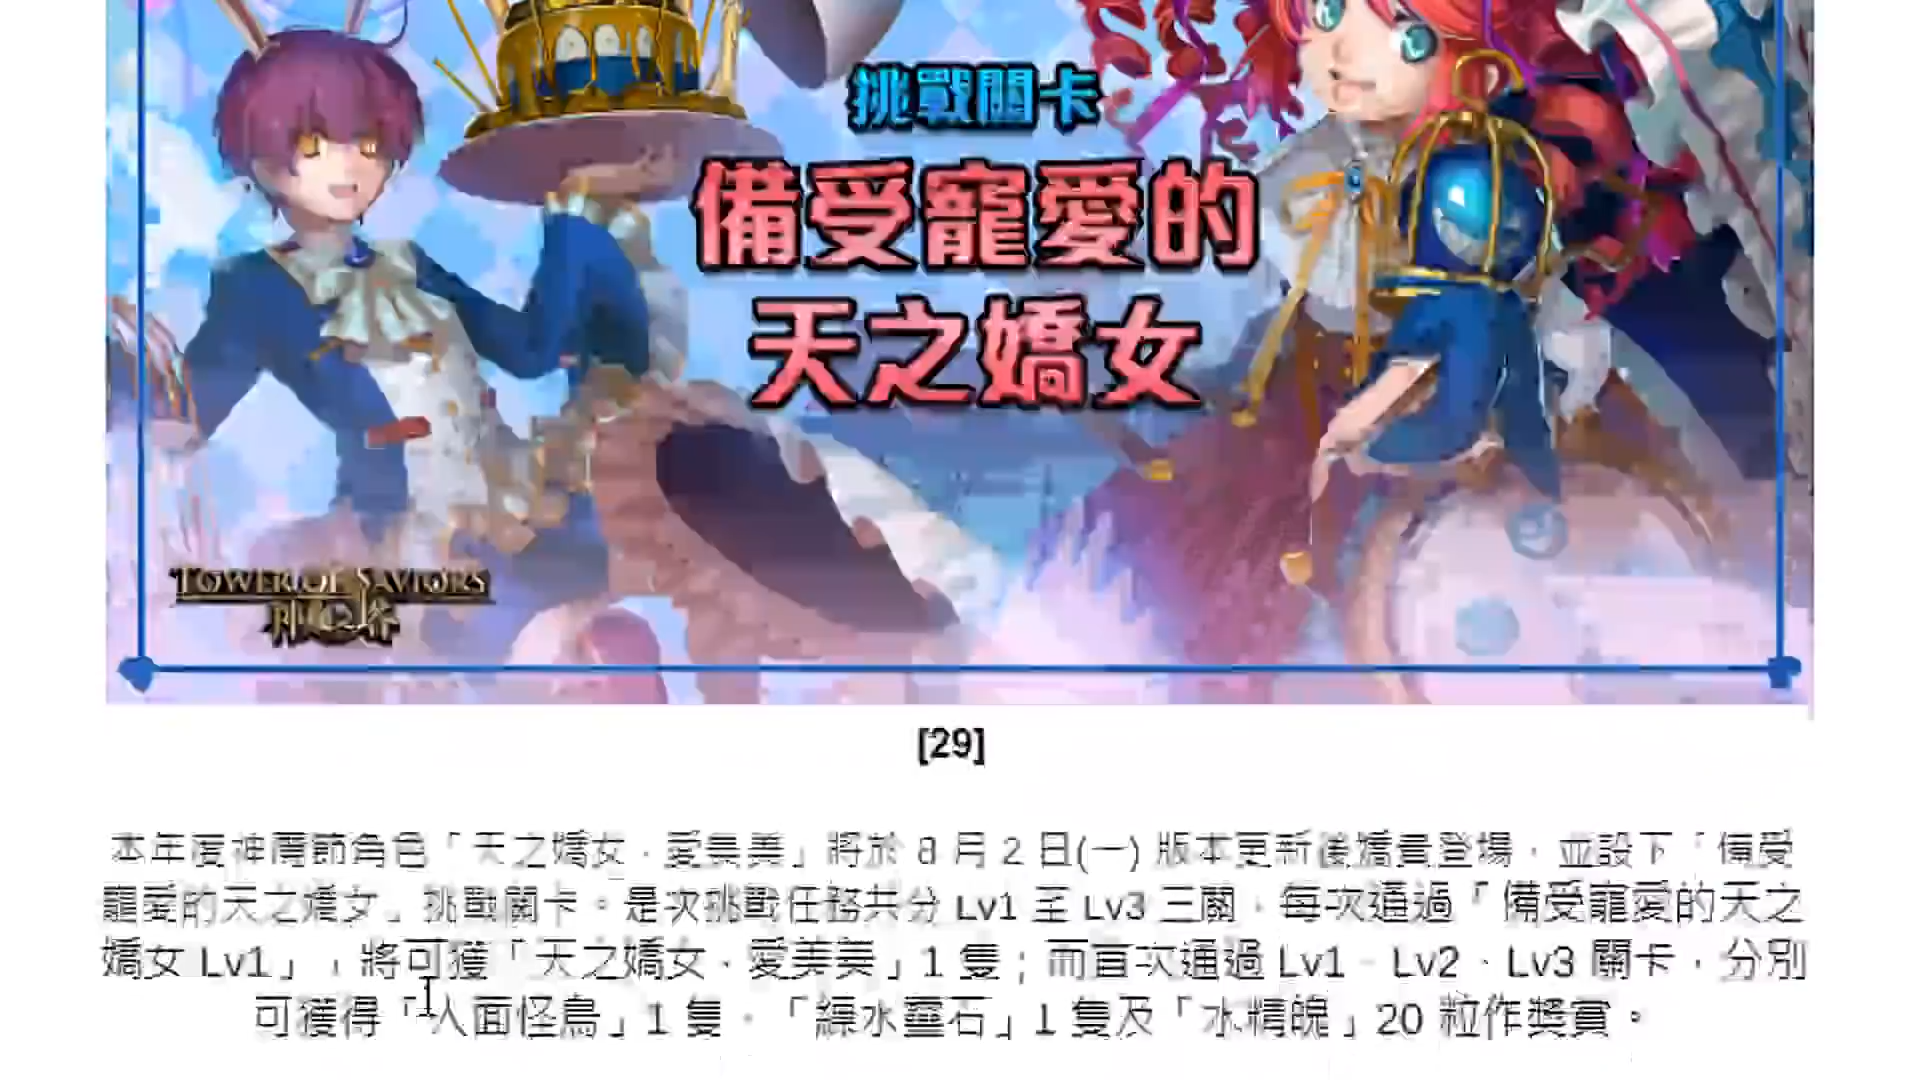 挑戰關卡
備受寵愛的
天之嬌女
TOWER OF SAVIORS
神魔之塔
[29]
本年度神魔節角色「天之嬌女．愛美美」將於 8 月 2 日(一) 版本更新後嬌貴登場，並設下「備受
寵愛的天之嬌女」挑戰關卡。是次挑戰任務共分 Lv1 至 Lv3 三關，每次通過「備受寵愛的天之
嬌女 Lv1」，將可獲「天之嬌女．愛美美」1 隻；而首次通過 Lv1、Lv2、Lv3 關卡，分別
可獲得「人面怪鳥」1 隻、「綠水靈石」1 隻及「水精魄」20 粒作獎賞。